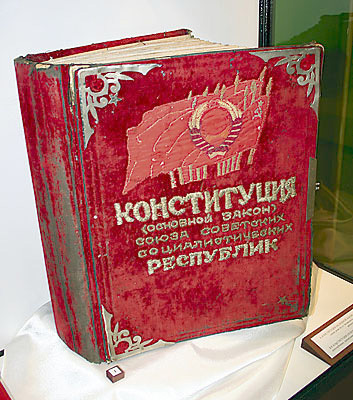 КОНСТИТУЦИЯ
(ОСНОВНОЙ ЗАКОН)
СОЮЗА СОВЕТСКИХ
СОЦИАЛИСТИЧЕСКИХ
РЕСПУБЛИК